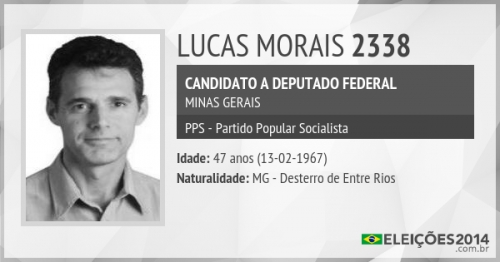 LUCAS MORAIS 2338
CANDIDATO A DEPUTADO FEDERAL
MINAS GERAIS
PPS - Partido Popular Socialista
Idade: 47 anos (13-02-1967)
Naturalidade: MG - Desterro de Entre Rios
ELEIÇÕES2014
.com.br